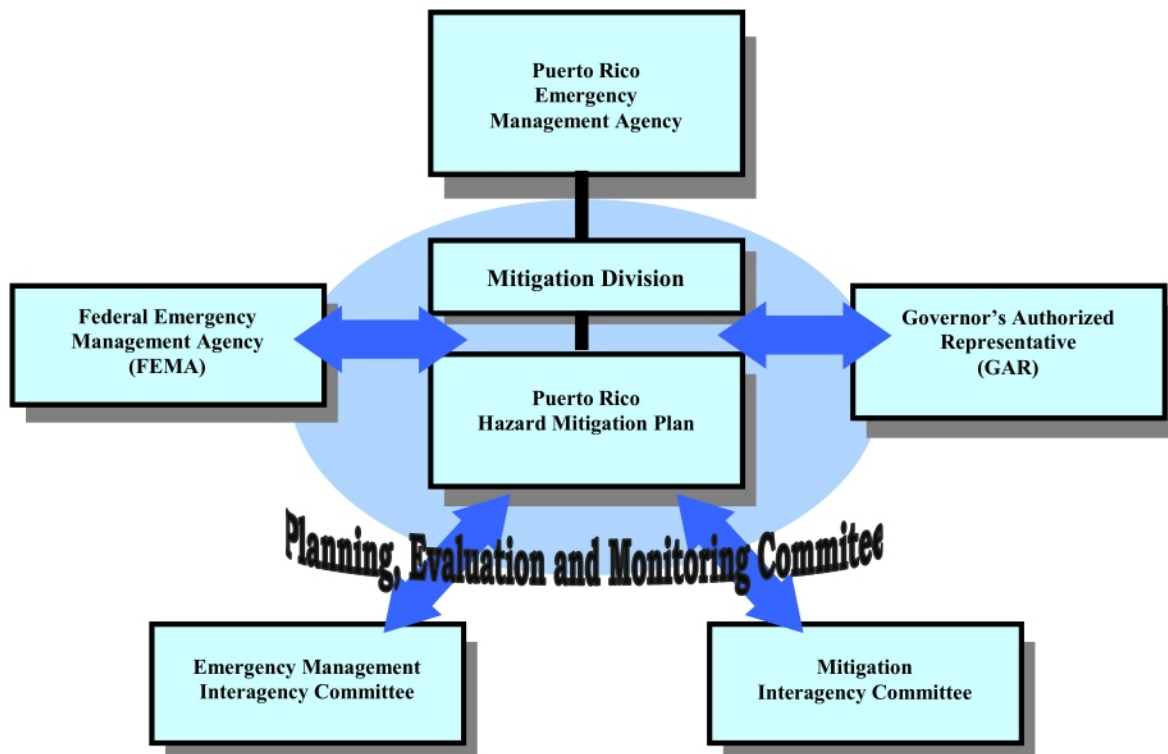 Puerto Rico
Emergency
Management Agency
Mitigation Division
Federal Emergency
Management Agency
(FEMA)
Governor's Authorized
Representative
(GAR)
Puerto Rico
Hazard Mitigation Plan
Planning, Evaluation and Monitoring Commitee
Emergency Management
Interagency Committee
Mitigation
Interagency Committee